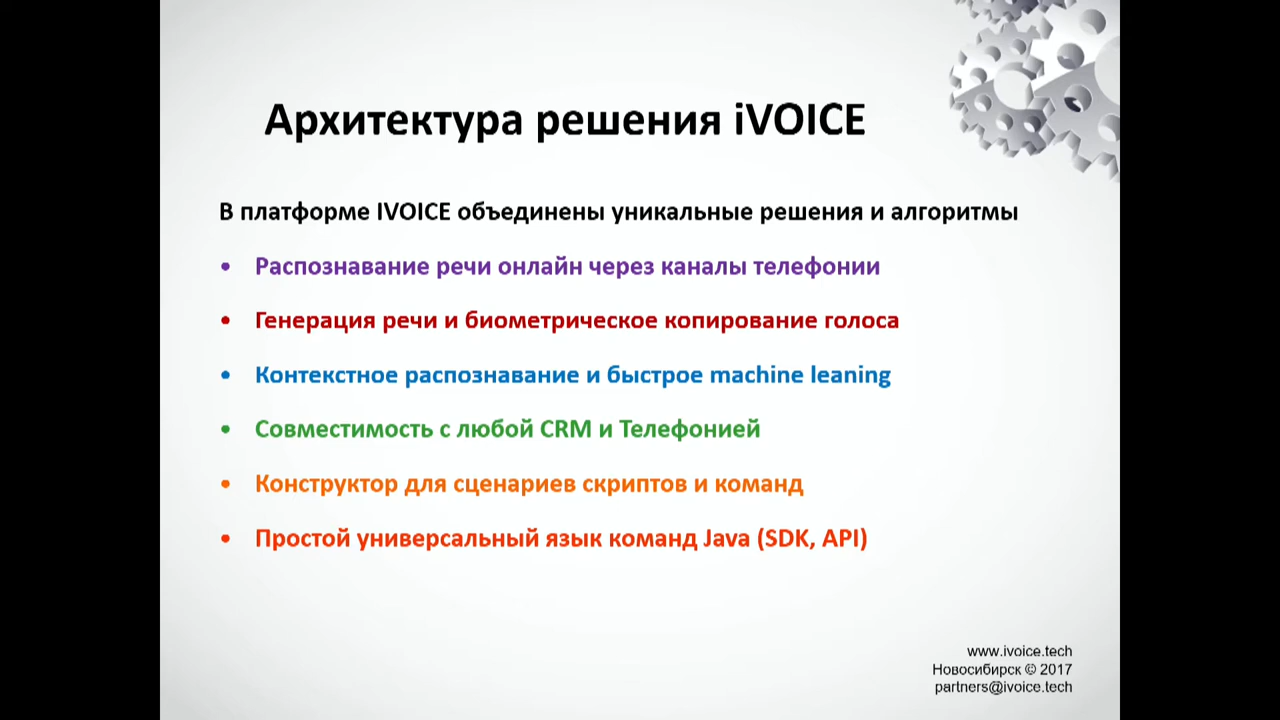 Архитектура решения iVOICE
В платформе IVOICE объединены уникальные решения и алгоритмы
• Распознавание речи онлайн через каналы телефонии
• Генерация речи и биометрическое копирование голоса
• Контекстное распознавание и быстрое machine leaning
• Совместимость с любой CRM и Телефонией
• Конструктор для сценариев скриптов и команд
• Простой универсальный язык команд Java (SDK, API)
www.ivoice.tech
Новосибирск © 2017
partners@ivoice.tech